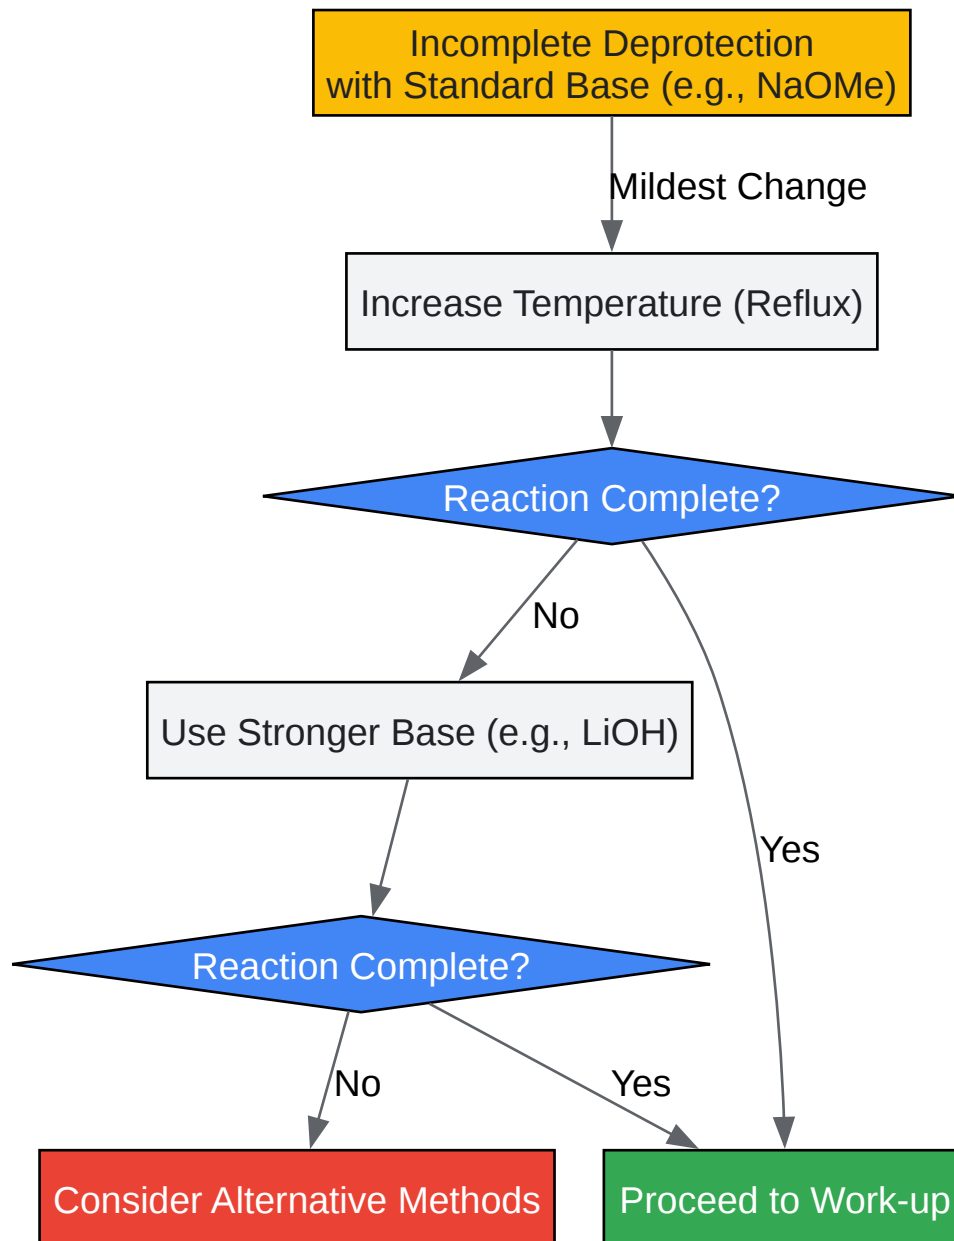 Incomplete Deprotection
with Standard Base (e.g., NaOMe)
Mildest Change
Increase Temperature (Reflux)
Reaction Complete?
No
Use Stronger Base (e.g., LiOH)
Yes
Reaction Complete?
No
Yes
Consider Alternative Methods
Proceed to Work-up